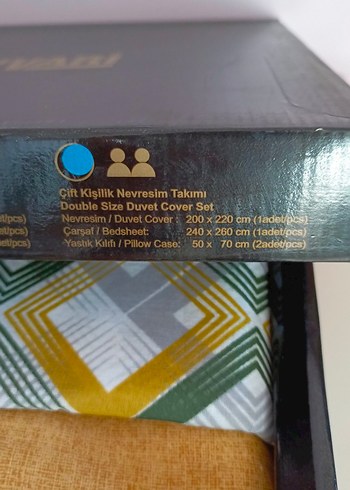 Çift Kişilik Nevresim Takımı
Double Size Duvet Cover Set
Nevresim / Duvet Cover : 200 x 220 cm (1adet/pcs)
Çarşaf / Bedsheet: 240 x 260 cm (1adet/pcs)
Yastık Kılıfı / Pillow Case: 50 x 70 cm (2adet/pcs)